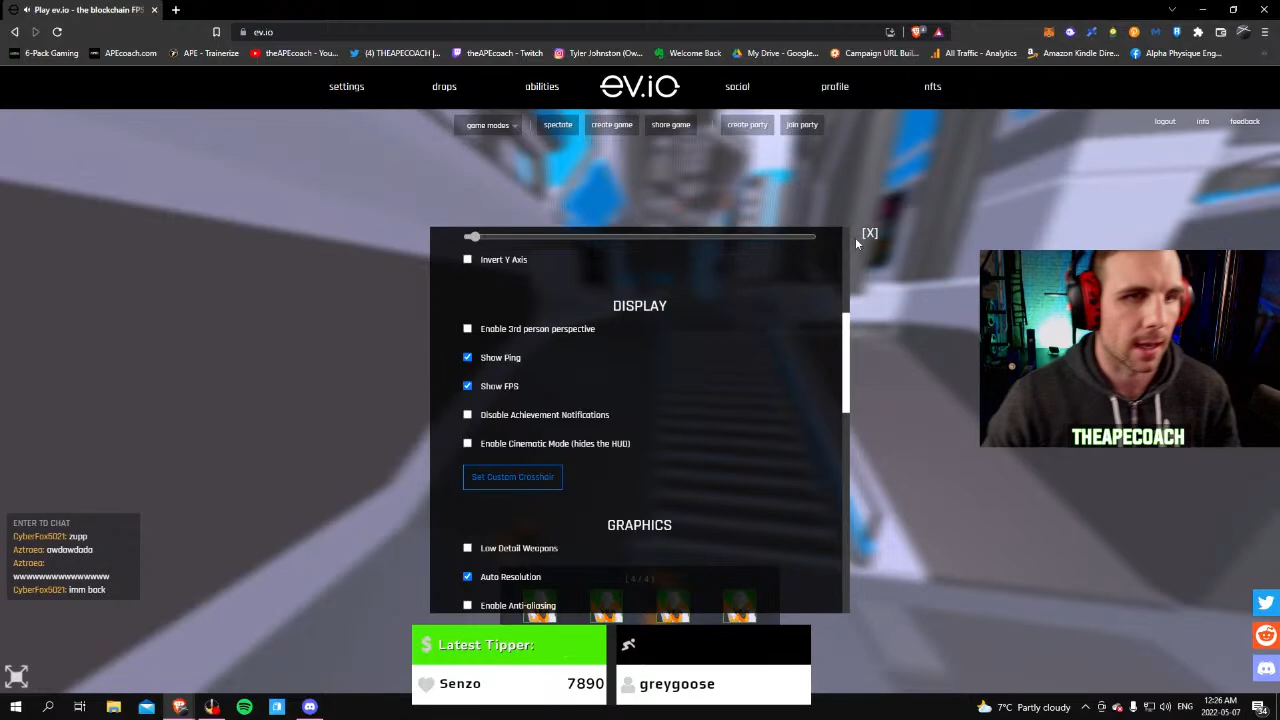 Play ev.io - the blockchain FPS
ev.io
6-Pack Gaming
APEcoach.com
APE - Trainerize
theAPEcoach - You...
(4) THEAPECOACH |...
theAPEcoach - Twitch
Tyler Johnston (Ow...
Welcome Back
My Drive - Google...
Campaign URL Buil...
All Traffic - Analytics
Amazon Kindle Dire...
Alpha Physique Eng...
settings
drops
abilities
ev.io
social
profile
nfts
game modes
spectate
create game
share game
create party
join party
logout
info
feedback
[X]
Invert Y Axis
DISPLAY
Enable 3rd person perspective
Show Ping
Show FPS
Disable Achievement Notifications
Enable Cinematic Mode (hides the HUD)
Set Custom Crosshair
GRAPHICS
Low Detail Weapons
Auto Resolution
[ 4 / 4 ]
Enable Anti-aliasing
THEAPECOACH
ENTER TO CHAT
CyberFox5021: zupp
Aztraea: awdawdada
Aztraea:
wwwwwwwwwwwwwwww
CyberFox5021: imm back
Latest Tipper:
Senzo 7890
greygoose
7°C Partly cloudy
ENG
12:26 AM
2022-05-07